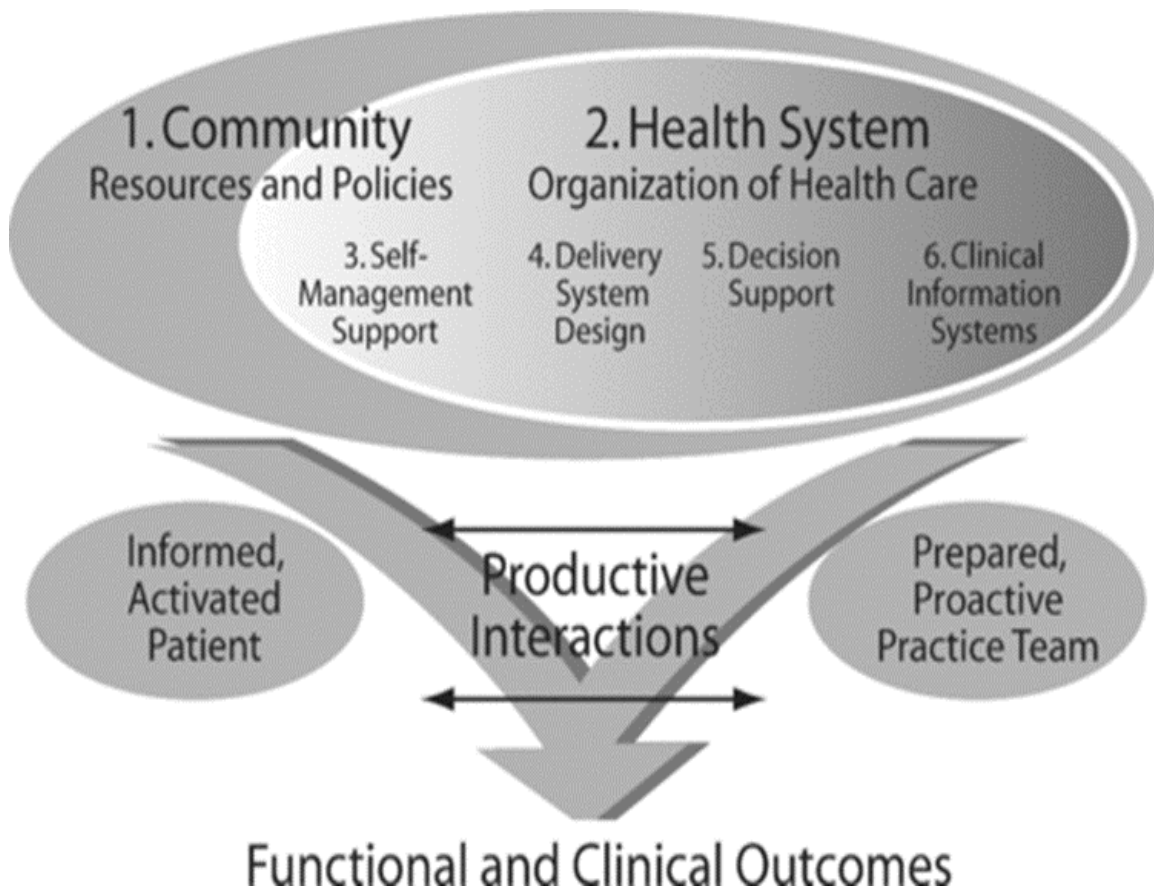 1. Community
Resources and Policies
2. Health System
Organization of Health Care
3. Self-
Management
Support
4. Delivery
System
Design
5. Decision
Support
6. Clinical
Information
Systems
Informed,
Activated
Patient
Productive
Interactions
Prepared,
Proactive
Practice Team
Functional and Clinical Outcomes